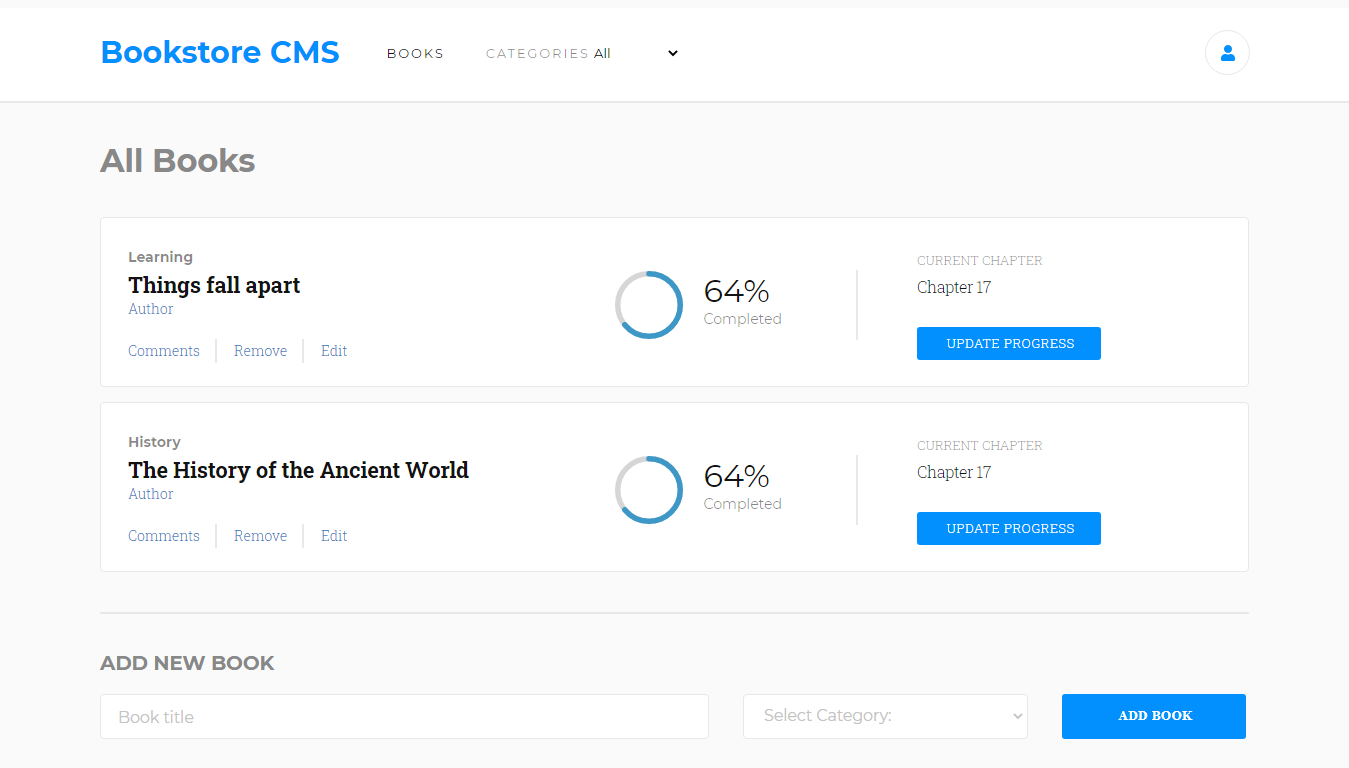 Bookstore CMS BOOKS CATEGORIES All
All Books
Learning
Things fall apart
Author
Comments Remove Edit
64%
Completed
CURRENT CHAPTER
Chapter 17
UPDATE PROGRESS
History
The History of the Ancient World
Author
Comments Remove Edit
64%
Completed
CURRENT CHAPTER
Chapter 17
UPDATE PROGRESS
ADD NEW BOOK
Book title Select Category: ADD BOOK